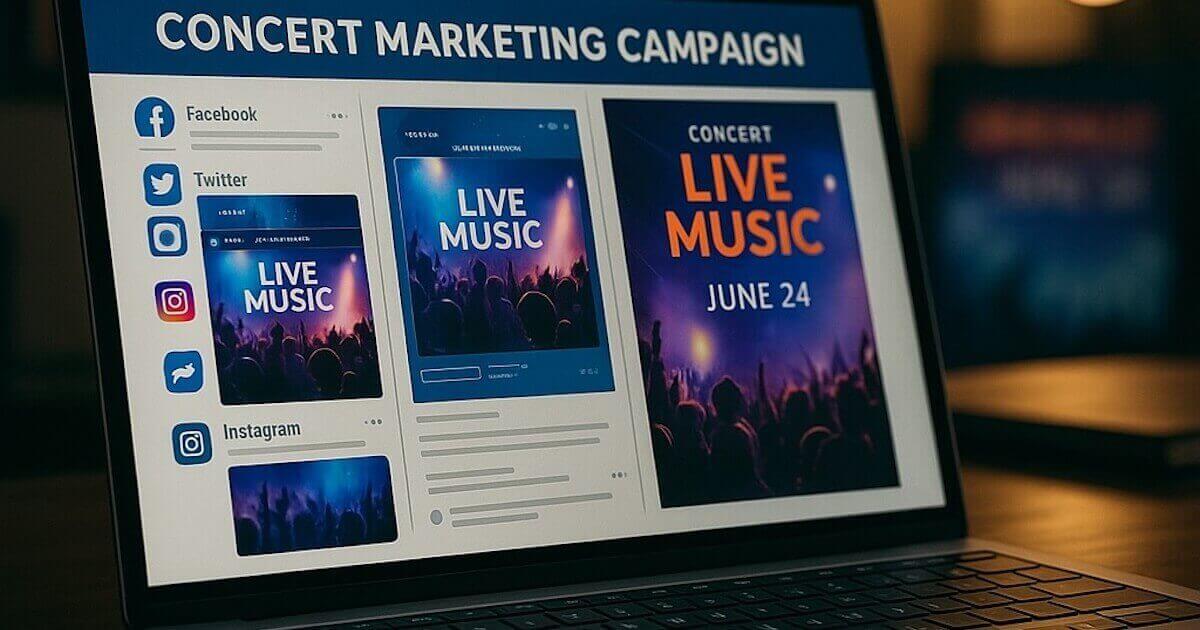 CONCERT MARKETING CAMPAIGN
Facebook
Twitter
LIVE
MUSIC
Instagram
LIVE
MUSIC
CONCERT
LIVE
MUSIC
JUNE 24